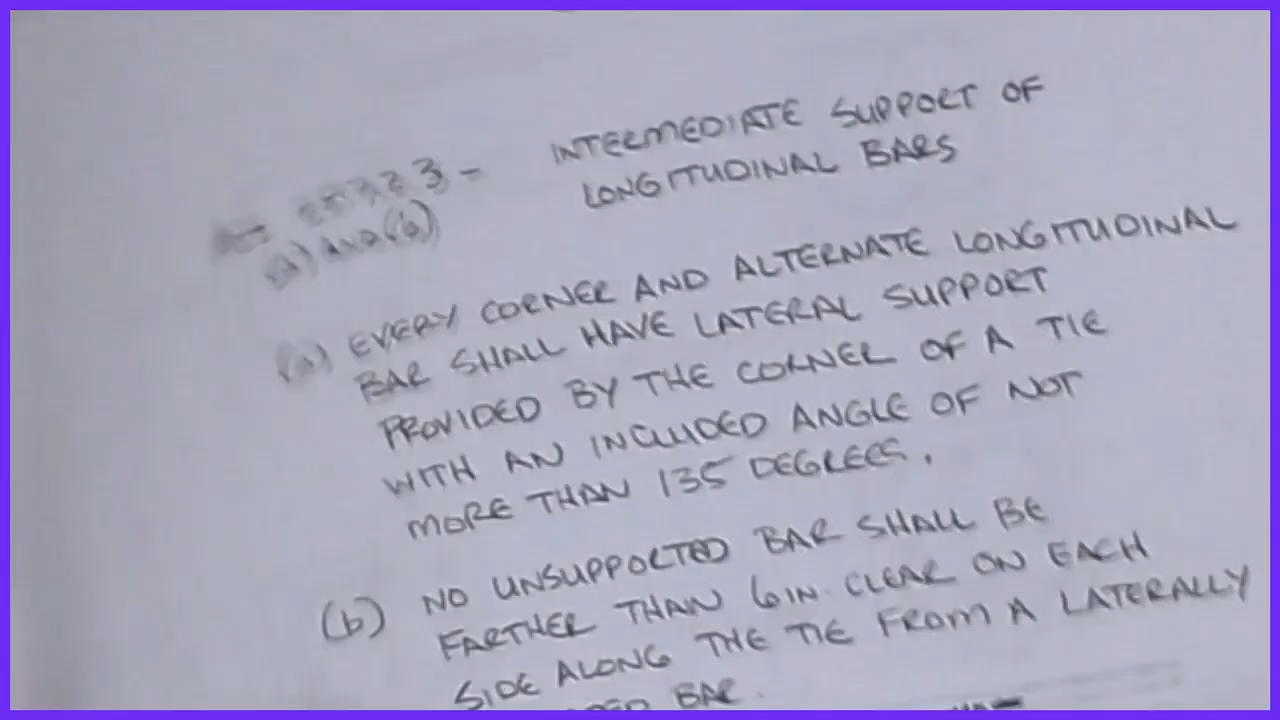 3 - INTERMEDIATE SUPPORT OF
LONGITUDINAL BARS
(a) AND (b)
(a) EVERY CORNER AND ALTERNATE LONGITUDINAL
BAR SHALL HAVE LATERAL SUPPORT
PROVIDED BY THE CORNER OF A TIE
WITH AN INCLUDED ANGLE OF NOT
MORE THAN 135 DEGREES.
(b) NO UNSUPPORTED BAR SHALL BE
FARTHER THAN 6 IN. CLEAR ON EACH
SIDE ALONG THE TIE FROM A LATERALLY
BAR.